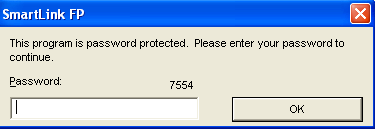 SmartLink FP
This program is password protected. Please enter your password to
continue.
Password:
7554
OK